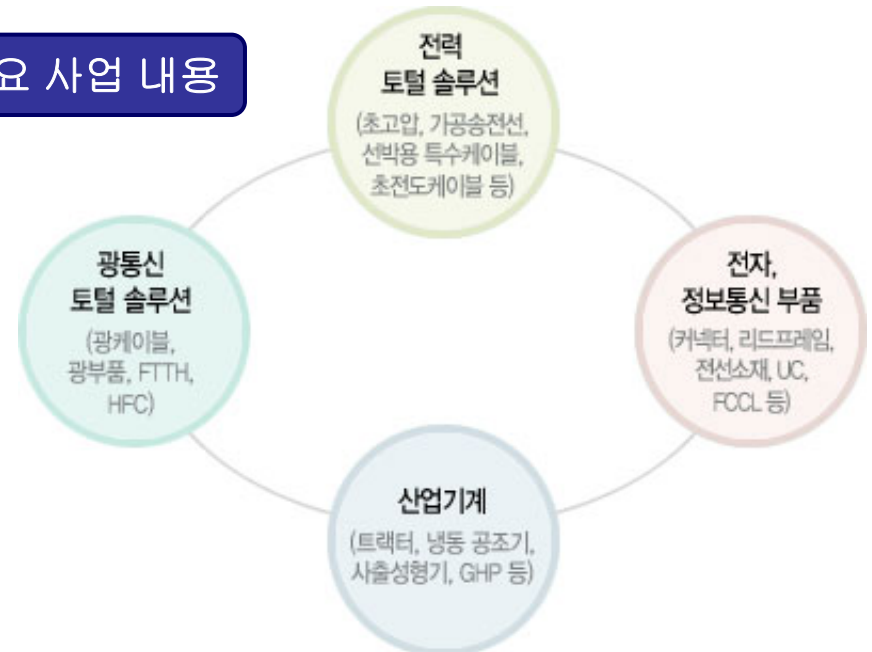 요 사업 내용
전력
토털 솔루션
(초고압, 가공송전선,
선박용 특수케이블,
초전도케이블 등)
광통신
토털 솔루션
(광케이블,
광부품, FTTH,
HFC)
전자,
정보통신 부품
(커넥터, 리드프레임,
전선소재, UC,
FCCL 등)
산업기계
(트랙터, 냉동 공조기,
사출성형기, GHP 등)